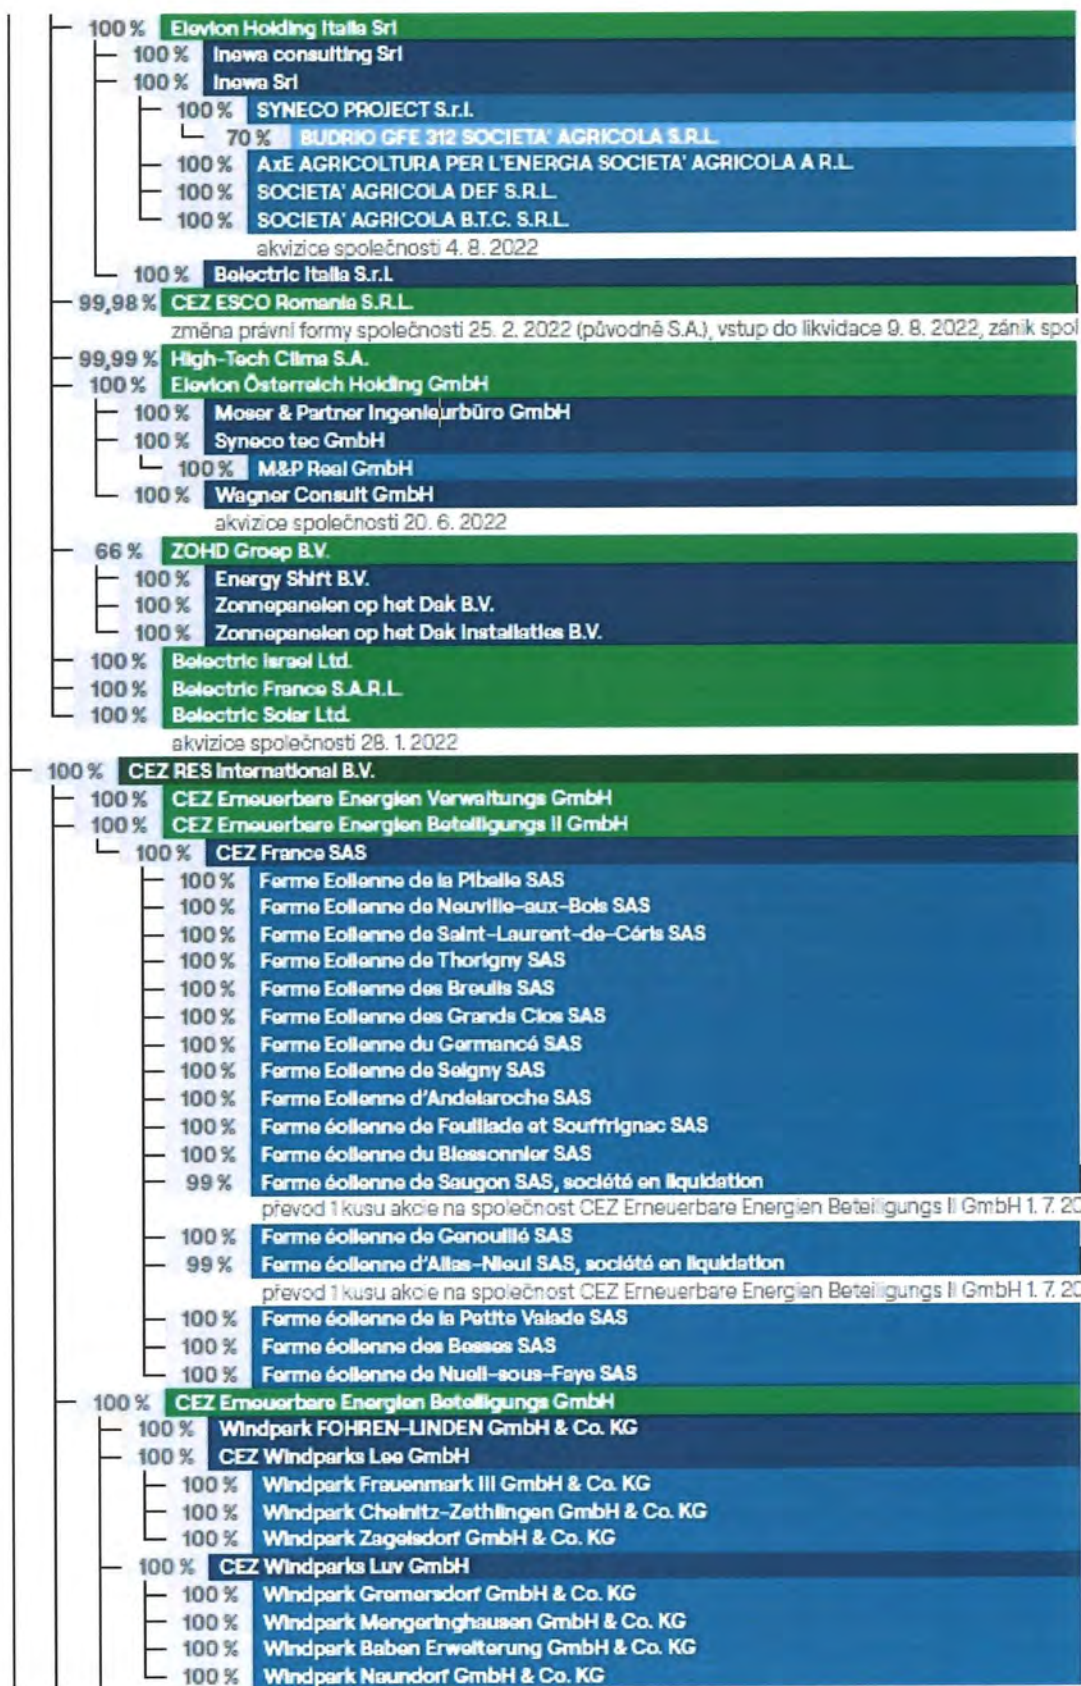 100 % Elevion Holding Italia Srl
100 % Inewa consulting Srl
100 % Inewa Srl
100 % SYNECO PROJECT S.r.l.
70 % BUDRIO GFE 312 SOCIETA' AGRICOLA S.R.L.
100 % AxE AGRICOLTURA PER L'ENERGIA SOCIETA' AGRICOLA A R.L.
100 % SOCIETA' AGRICOLA DEF S.R.L.
100 % SOCIETA' AGRICOLA B.T.C. S.R.L.
akvizice společnosti 4. 8. 2022
100 % Belectric Italia S.r.l.
99,98 % CEZ ESCO Romania S.R.L.
změna právní formy společnosti 25. 2. 2022 (původně S.A.), vstup do likvidace 9. 8. 2022, zánik spol
99,99 % High-Tech Clima S.A.
100 % Elevion Österreich Holding GmbH
100 % Moser & Partner Ingenieurbüro GmbH
100 % Syneco tec GmbH
100 % M&P Real GmbH
100 % Wagner Consult GmbH
akvizice společnosti 20. 6. 2022
66 % ZOHD Groep B.V.
100 % Energy Shift B.V.
100 % Zonnepanelen op het Dak B.V.
100 % Zonnepanelen op het Dak Installaties B.V.
100 % Belectric Israel Ltd.
100 % Belectric France S.A.R.L.
100 % Belectric Solar Ltd.
akvizice společnosti 28. 1. 2022
100 % CEZ RES International B.V.
100 % CEZ Erneuerbare Energien Verwaltungs GmbH
100 % CEZ Erneuerbare Energien Beteiligungs II GmbH
100 % CEZ France SAS
100 % Ferme Eolienne de la Piballe SAS
100 % Ferme Eolienne de Neuville-aux-Bois SAS
100 % Ferme Eolienne de Saint-Laurent-de-Céris SAS
100 % Ferme Eolienne de Thorigny SAS
100 % Ferme Eolienne des Breuils SAS
100 % Ferme Eolienne des Grands Clos SAS
100 % Ferme Eolienne du Germancé SAS
100 % Ferme Eolienne de Seigny SAS
100 % Ferme Eolienne d'Andelaroche SAS
100 % Ferme éolienne de Feuillade et Souffrignac SAS
100 % Ferme éolienne du Blessonnier SAS
99 % Ferme éolienne de Saugon SAS, société en liquidation
převod 1 kusu akcie na společnost CEZ Erneuerbare Energien Beteiligungs II GmbH 1. 7. 20
100 % Ferme éolienne de Genouillé SAS
99 % Ferme éolienne d'Allas-Nieul SAS, société en liquidation
převod 1 kusu akcie na společnost CEZ Erneuerbare Energien Beteiligungs II GmbH 1. 7. 20
100 % Ferme éolienne de la Petite Valade SAS
100 % Ferme éolienne des Besses SAS
100 % Ferme éolienne de Nueil-sous-Faye SAS
100 % CEZ Erneuerbare Energien Beteiligungs GmbH
100 % Windpark FOHREN-LINDEN GmbH & Co. KG
100 % CEZ Windparks Lee GmbH
100 % Windpark Frauenmark III GmbH & Co. KG
100 % Windpark Cheinitz-Zethlingen GmbH & Co. KG
100 % Windpark Zagelsdorf GmbH & Co. KG
100 % CEZ Windparks Luv GmbH
100 % Windpark Gremersdorf GmbH & Co. KG
100 % Windpark Mengeringhausen GmbH & Co. KG
100 % Windpark Baben Erweiterung GmbH & Co. KG
100 % Windpark Naundorf GmbH & Co. KG